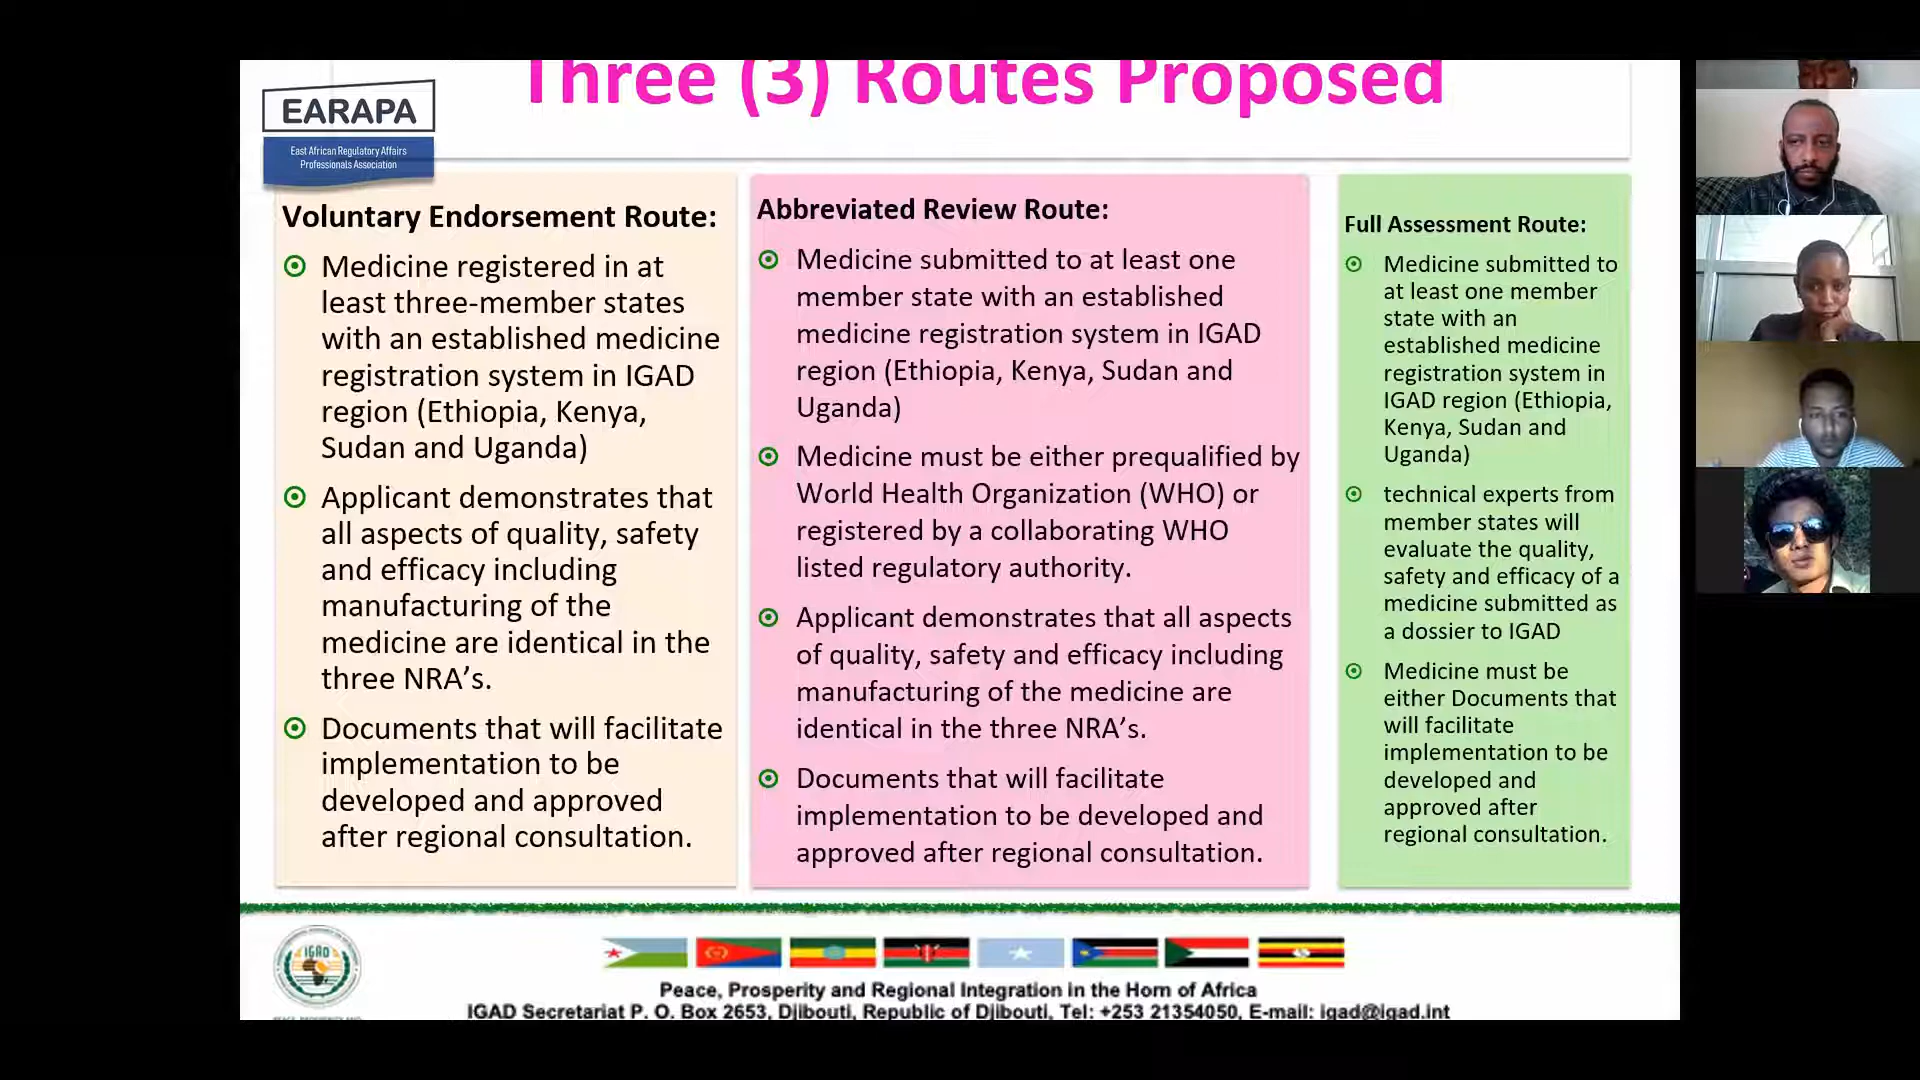 Three (3) Routes Proposed
EARAPA
East African Regulatory Affairs
Professionals Association
Voluntary Endorsement Route:
Medicine registered in at
least three-member states
with an established medicine
registration system in IGAD
region (Ethiopia, Kenya,
Sudan and Uganda)
Applicant demonstrates that
all aspects of quality, safety
and efficacy including
manufacturing of the
medicine are identical in the
three NRA’s.
Documents that will facilitate
implementation to be
developed and approved
after regional consultation.
Abbreviated Review Route:
Medicine submitted to at least one
member state with an established
medicine registration system in IGAD
region (Ethiopia, Kenya, Sudan and
Uganda)
Medicine must be either prequalified by
World Health Organization (WHO) or
registered by a collaborating WHO
listed regulatory authority.
Applicant demonstrates that all aspects
of quality, safety and efficacy including
manufacturing of the medicine are
identical in the three NRA’s.
Documents that will facilitate
implementation to be developed and
approved after regional consultation.
Full Assessment Route:
Medicine submitted to
at least one member
state with an
established medicine
registration system in
IGAD region (Ethiopia,
Kenya, Sudan and
Uganda)
technical experts from
member states will
evaluate the quality,
safety and efficacy of a
medicine submitted as
a dossier to IGAD
Medicine must be
either Documents that
will facilitate
implementation to be
developed and
approved after
regional consultation.
IGAD
Peace, Prosperity and Regional Integration in the Horn of Africa
IGAD Secretariat P. O. Box 2653, Djibouti, Republic of Djibouti, Tel: +253 21354050, E-mail: igad@igad.int